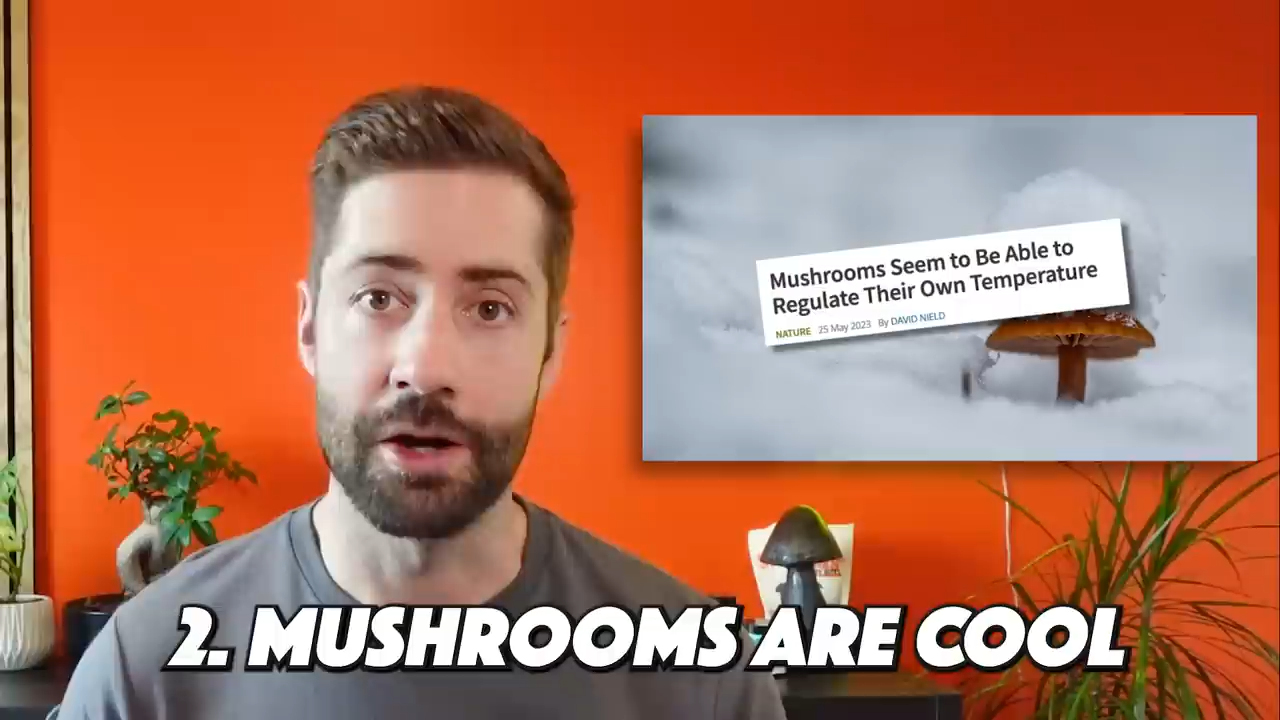 Mushrooms Seem to Be Able to
Regulate Their Own Temperature
NATURE 25 May 2023 By DAVID NIELD
2. MUSHROOMS ARE COOL